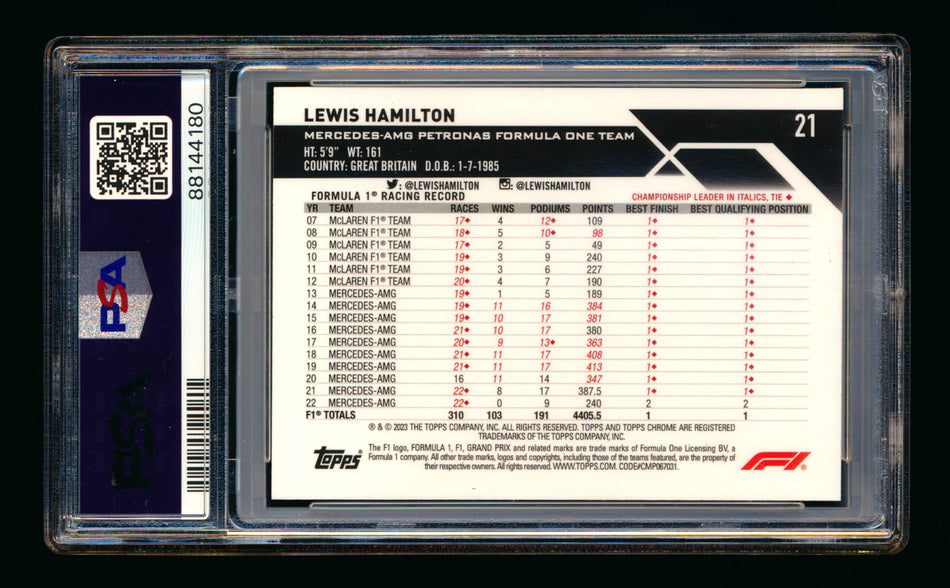 88144180
PSA
PSA
LEWIS HAMILTON
21
MERCEDES-AMG PETRONAS FORMULA ONE TEAM
HT: 5'9" WT: 161
COUNTRY: GREAT BRITAIN D.O.B.: 1-7-1985
: @LEWISHAMILTON : @LEWISHAMILTON
FORMULA 1® RACING RECORD CHAMPIONSHIP LEADER IN ITALICS, TIE ♦
YR TEAM RACES WINS PODIUMS POINTS BEST FINISH BEST QUALIFYING POSITION
07 McLAREN F1® TEAM 17♦ 4 12♦ 109 1♦ 1♦
08 McLAREN F1® TEAM 18♦ 5 10♦ 98 1♦ 1♦
09 McLAREN F1® TEAM 17♦ 2 5 49 1♦ 1♦
10 McLAREN F1® TEAM 19♦ 3 9 240 1♦ 1♦
11 McLAREN F1® TEAM 19♦ 3 6 227 1♦ 1♦
12 McLAREN F1® TEAM 20♦ 4 7 190 1♦ 1♦
13 MERCEDES-AMG 19♦ 1 5 189 1♦ 1♦
14 MERCEDES-AMG 19♦ 11 16 384 1♦ 1♦
15 MERCEDES-AMG 19♦ 10 17 381 1♦ 1♦
16 MERCEDES-AMG 21♦ 10 17 380 1♦ 1♦
17 MERCEDES-AMG 20♦ 9 13♦ 363 1♦ 1♦
18 MERCEDES-AMG 21♦ 11 17 408 1♦ 1♦
19 MERCEDES-AMG 21♦ 11 17 413 1♦ 1♦
20 MERCEDES-AMG 16 11 14 347 1♦ 1♦
21 MERCEDES-AMG 22♦ 8 17 387.5 1♦ 1♦
22 MERCEDES-AMG 22♦ 0 9 240 2 2
F1® TOTALS 310 103 191 4405.5 1 1
® & © 2023 THE TOPPS COMPANY, INC. ALL RIGHTS RESERVED. TOPPS AND TOPPS CHROME ARE REGISTERED
TRADEMARKS OF THE TOPPS COMPANY, INC.
Topps®
The F1 logo, FORMULA 1, F1, GRAND PRIX and related marks are trade marks of Formula One Licensing BV, a
Formula 1 company. All other trade marks, logos and copyrights, including those of the teams featured, are the property of
their respective owners. All rights reserved. WWW.TOPPS.COM. CODE#CMP067031.
F1®